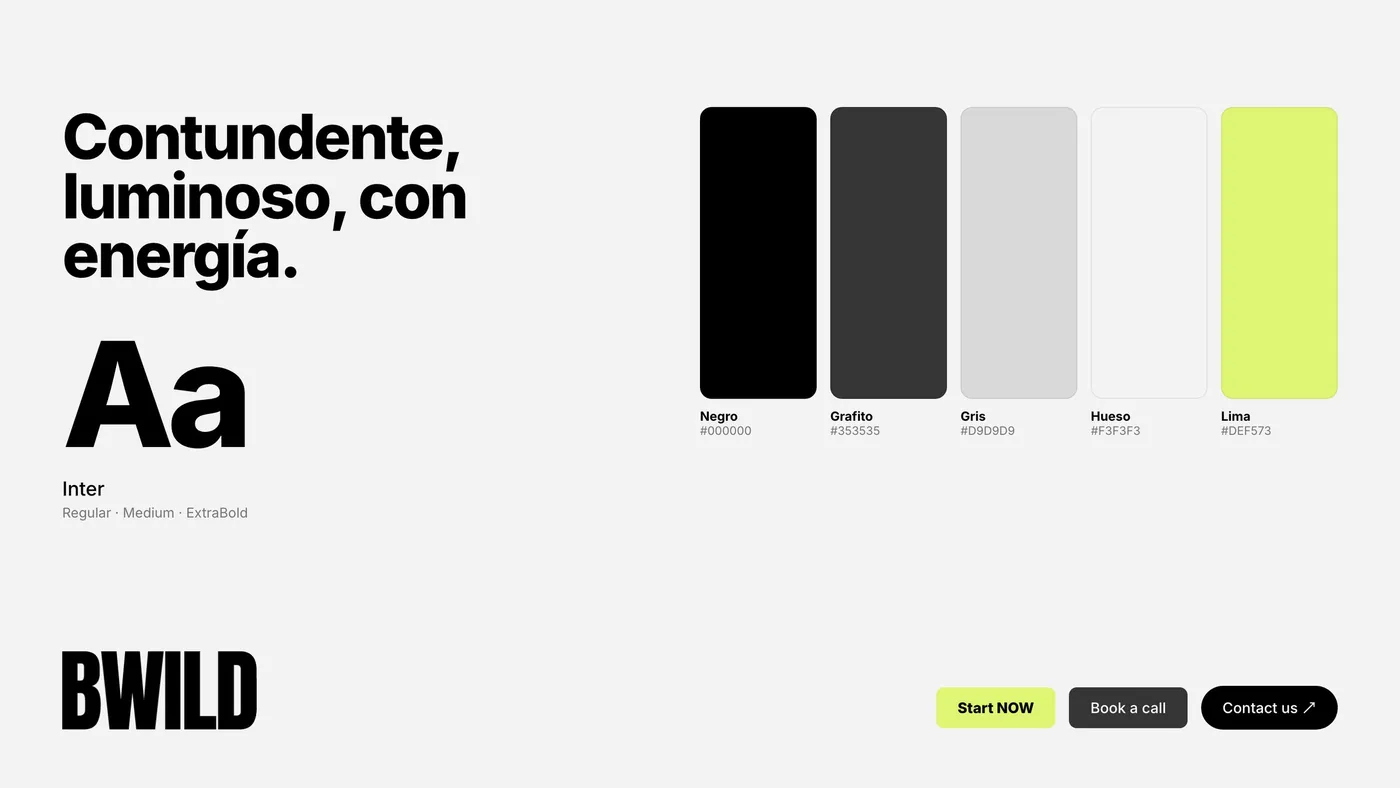 Contundente,
luminoso, con
energía.
Aa
Inter
Regular · Medium · ExtraBold
Negro
#000000
Grafito
#353535
Gris
#D9D9D9
Hueso
#F3F3F3
Lima
#DEF573
BWILD
Start NOW
Book a call
Contact us ↗